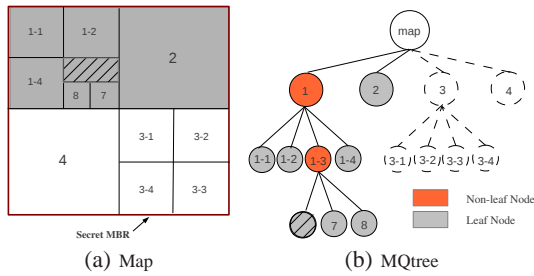 1-1 1-2
2
1-4
8 7
4
3-1 3-2
3-4 3-3
Secret MBR
(a) Map
map
1 2 3 4
1-1 1-2 1-3 1-4 3-1 3-2 3-3 3-4
7 8
Non-leaf Node
Leaf Node
(b) MQtree